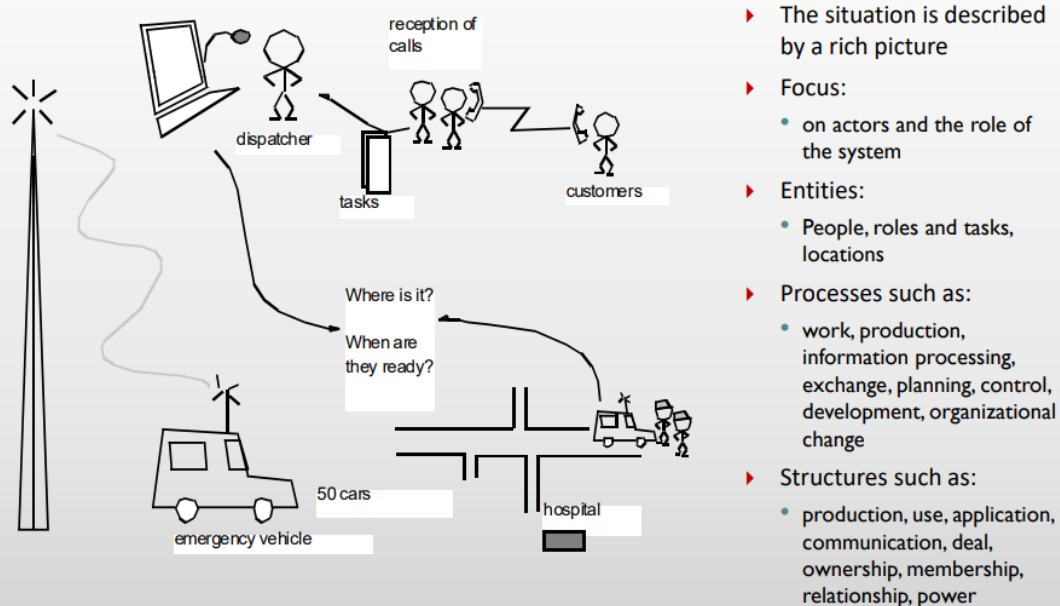 reception of
calls
dispatcher
tasks
customers
Where is it?
When are
they ready?
50 cars
emergency vehicle
hospital
The situation is described
by a rich picture
Focus:
on actors and the role of
the system
Entities:
People, roles and tasks,
locations
Processes such as:
work, production,
information processing,
exchange, planning, control,
development, organizational
change
Structures such as:
production, use, application,
communication, deal,
ownership, membership,
relationship, power